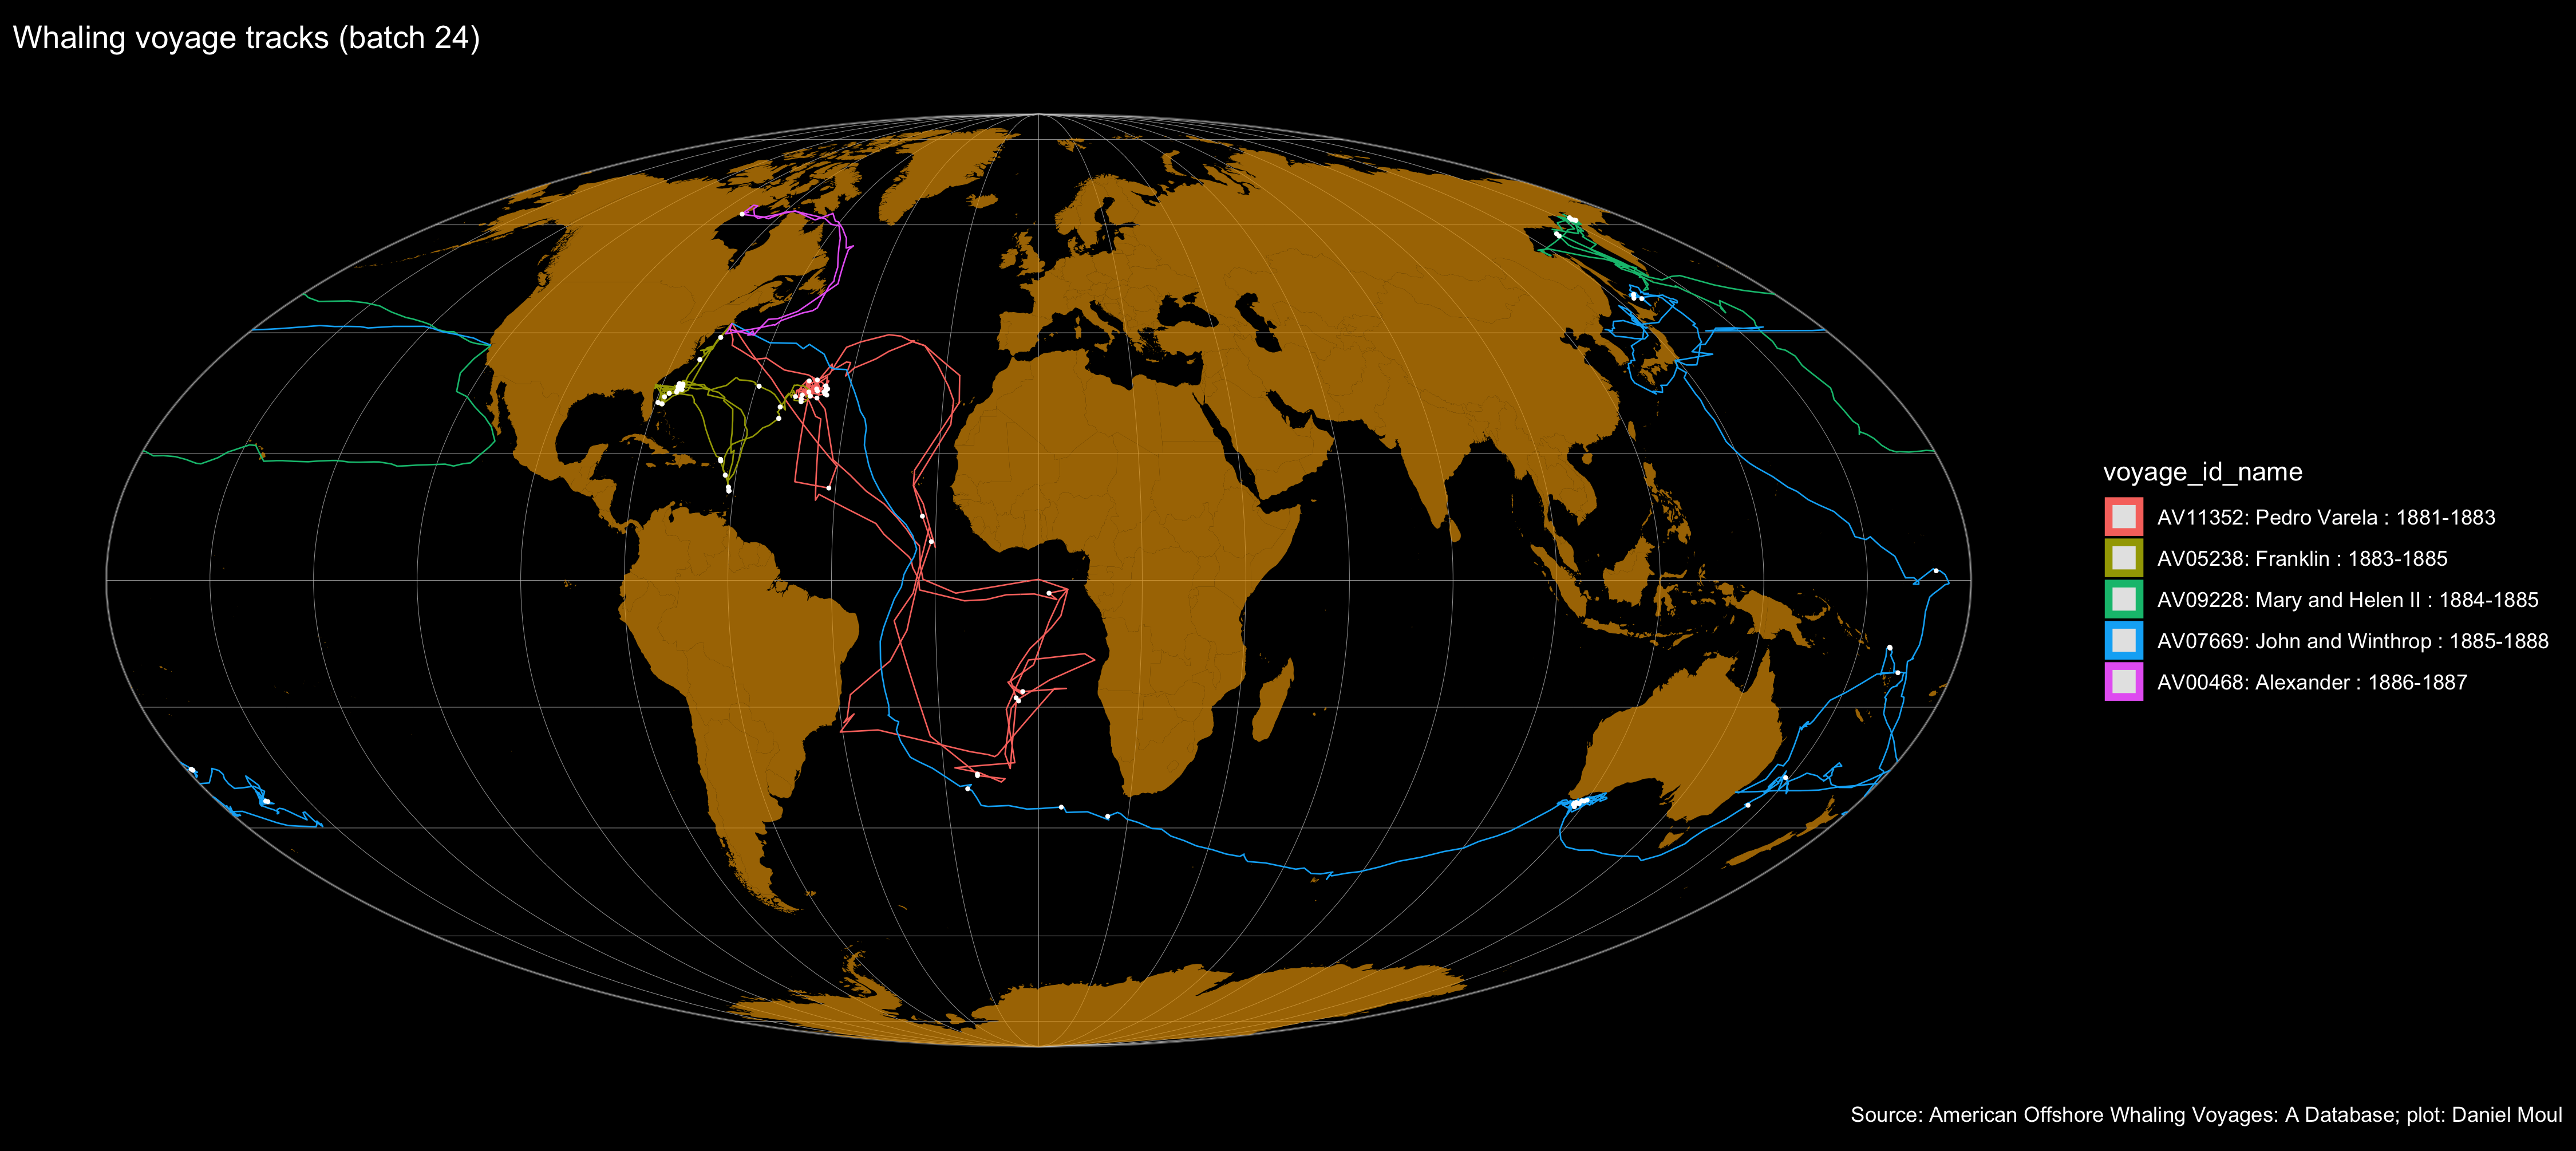 Whaling voyage tracks (batch 24)
voyage_id_name
AV11352: Pedro Varela : 1881-1883
AV05238: Franklin : 1883-1885
AV09228: Mary and Helen II : 1884-1885
AV07669: John and Winthrop : 1885-1888
AV00468: Alexander : 1886-1887
Source: American Offshore Whaling Voyages: A Database; plot: Daniel Moul